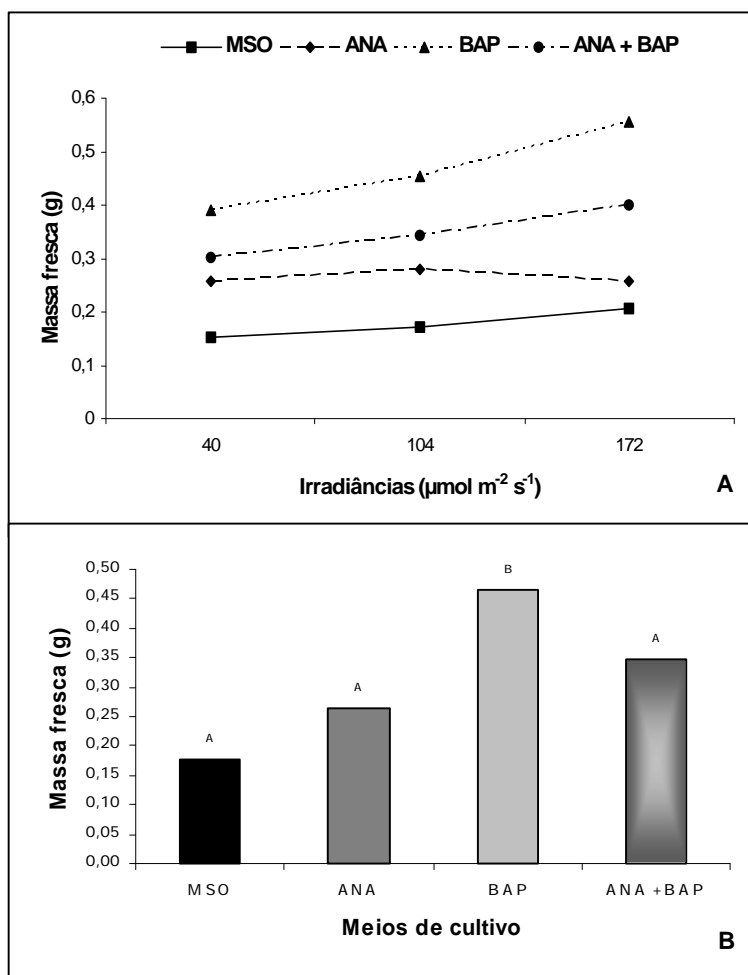 MSO ANA BAP ANA + BAP
0,6
0,5
0,4
0,3
0,2
0,1
0
Massa fresca (g)
40 104 172
Irradiâncias (µmol m-2 s-1)
A
0,50
0,45
0,40
0,35
0,30
0,25
0,20
0,15
0,10
0,05
0,00
Massa fresca (g)
A A B A
MSO ANA BAP ANA +BAP
Meios de cultivo
B